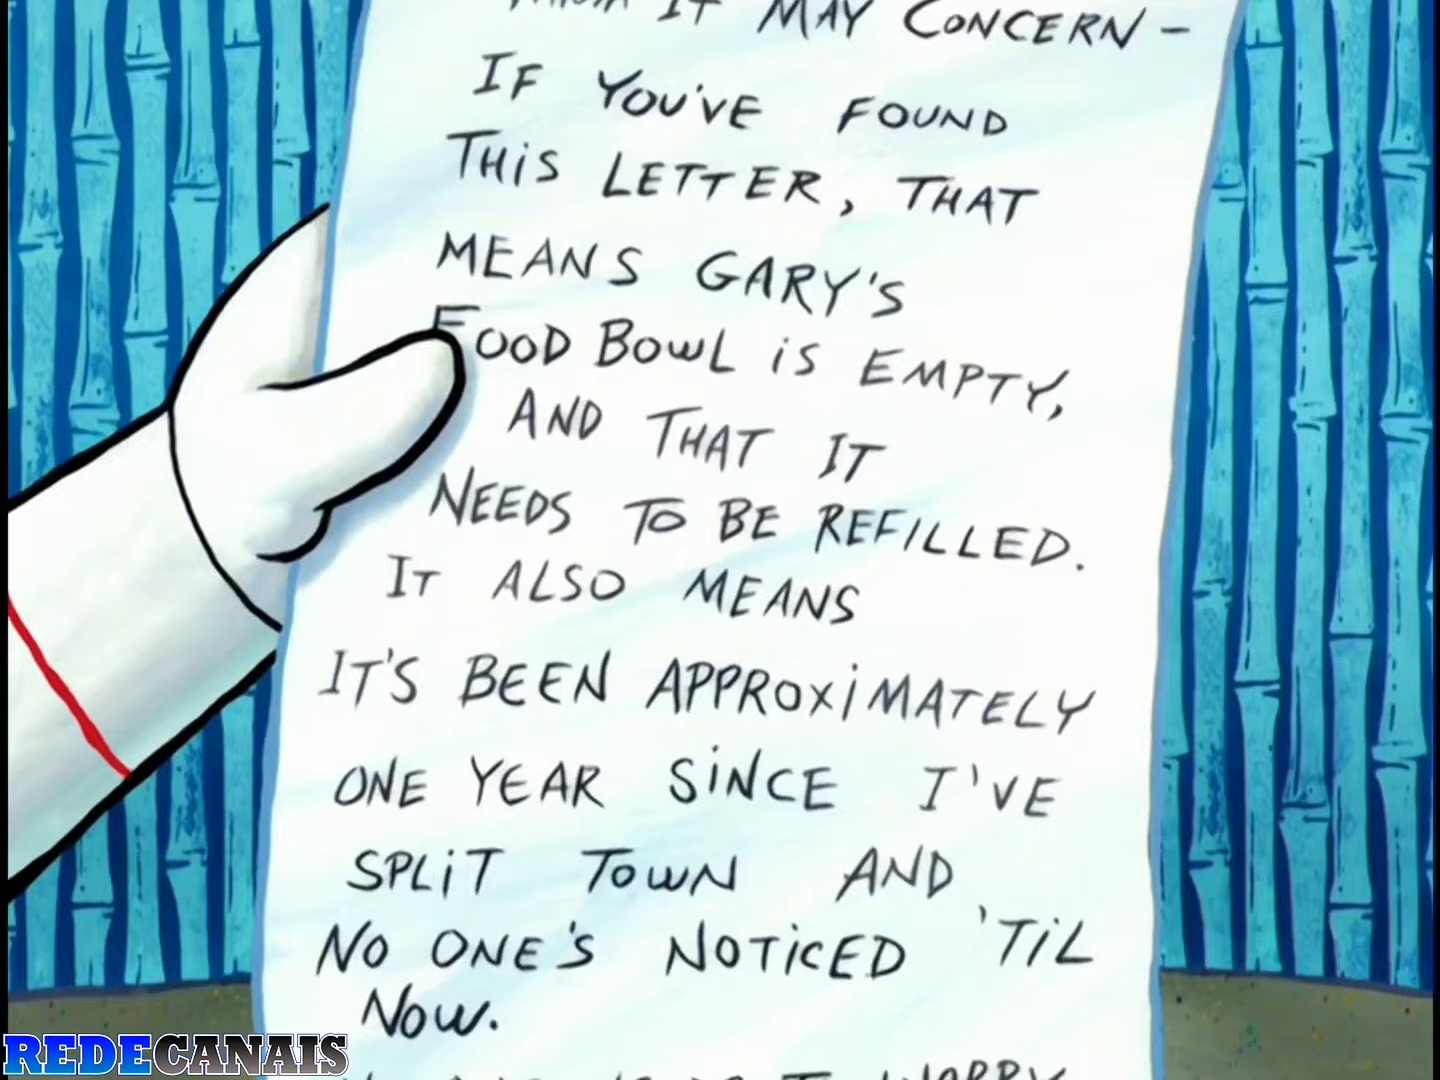 IT MAY CONCERN-
IF YOU'VE FOUND
THiS LETTER, THAT
MEANS GARY'S
FOOD BOWL iS EMPTY,
AND THAT IT
NEEDS TO BE REFILLED.
IT ALSO MEANS
IT'S BEEN APPROXiMATELY
ONE YEAR SiNCE I'VE
SPLiT TOWN AND
NO ONE'S NOTiCED 'TiL
NOW.
WORRY
REDECANAIS